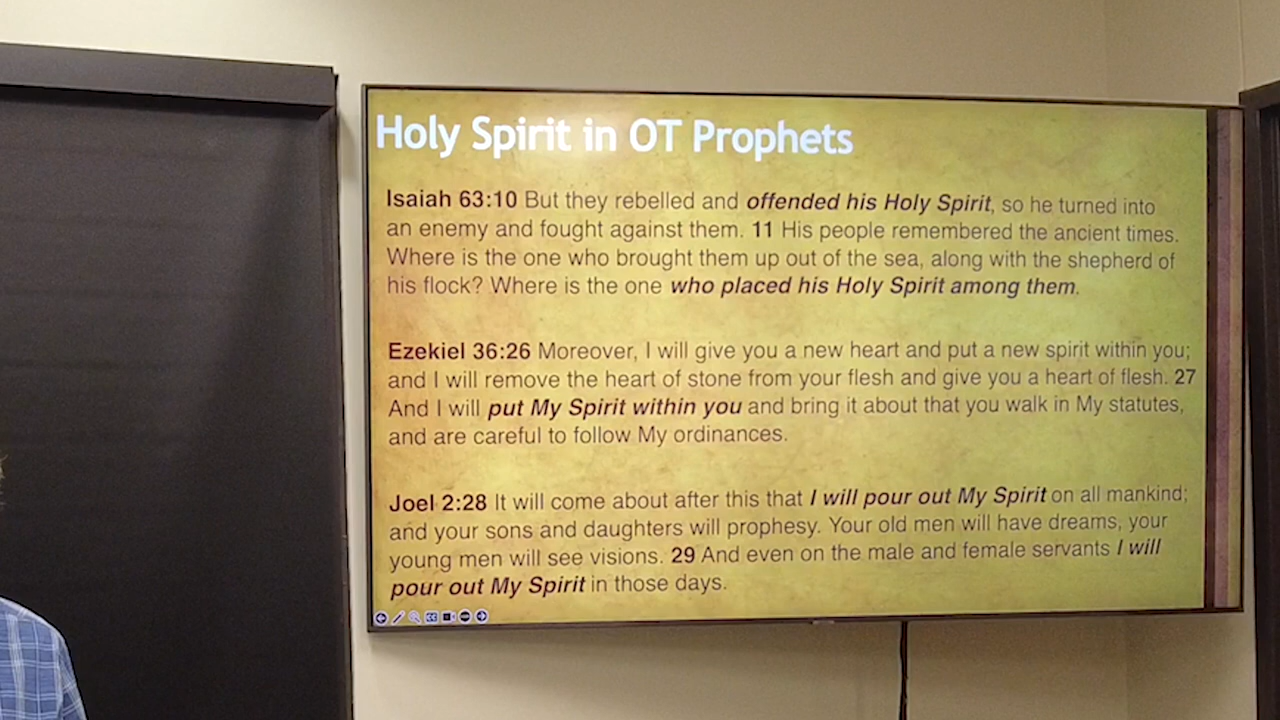 Holy Spirit in OT Prophets
Isaiah 63:10 But they rebelled and offended his Holy Spirit, so he turned into
an enemy and fought against them. 11 His people remembered the ancient times.
Where is the one who brought them up out of the sea, along with the shepherd of
his flock? Where is the one who placed his Holy Spirit among them.
Ezekiel 36:26 Moreover, I will give you a new heart and put a new spirit within you;
and I will remove the heart of stone from your flesh and give you a heart of flesh. 27
And I will put My Spirit within you and bring it about that you walk in My statutes,
and are careful to follow My ordinances.
Joel 2:28 It will come about after this that I will pour out My Spirit on all mankind;
and your sons and daughters will prophesy. Your old men will have dreams, your
young men will see visions. 29 And even on the male and female servants I will
pour out My Spirit in those days.